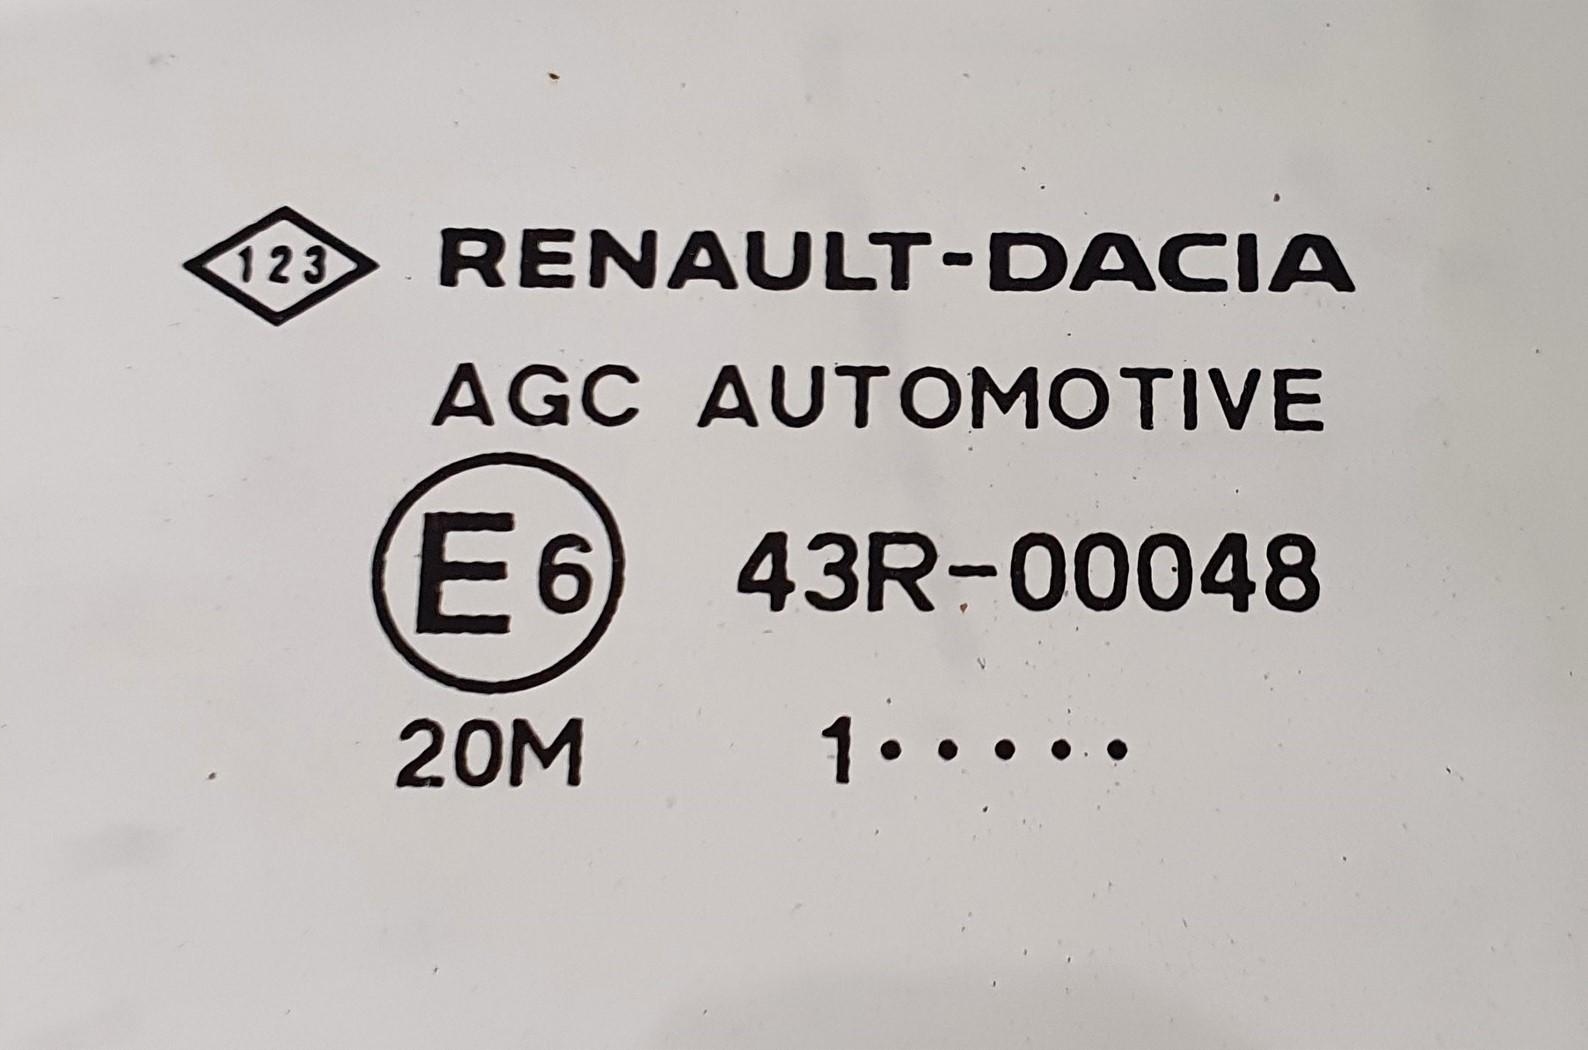 123 RENAULT-DACIA
AGC AUTOMOTIVE
E6 43R-00048
20M 1•••••